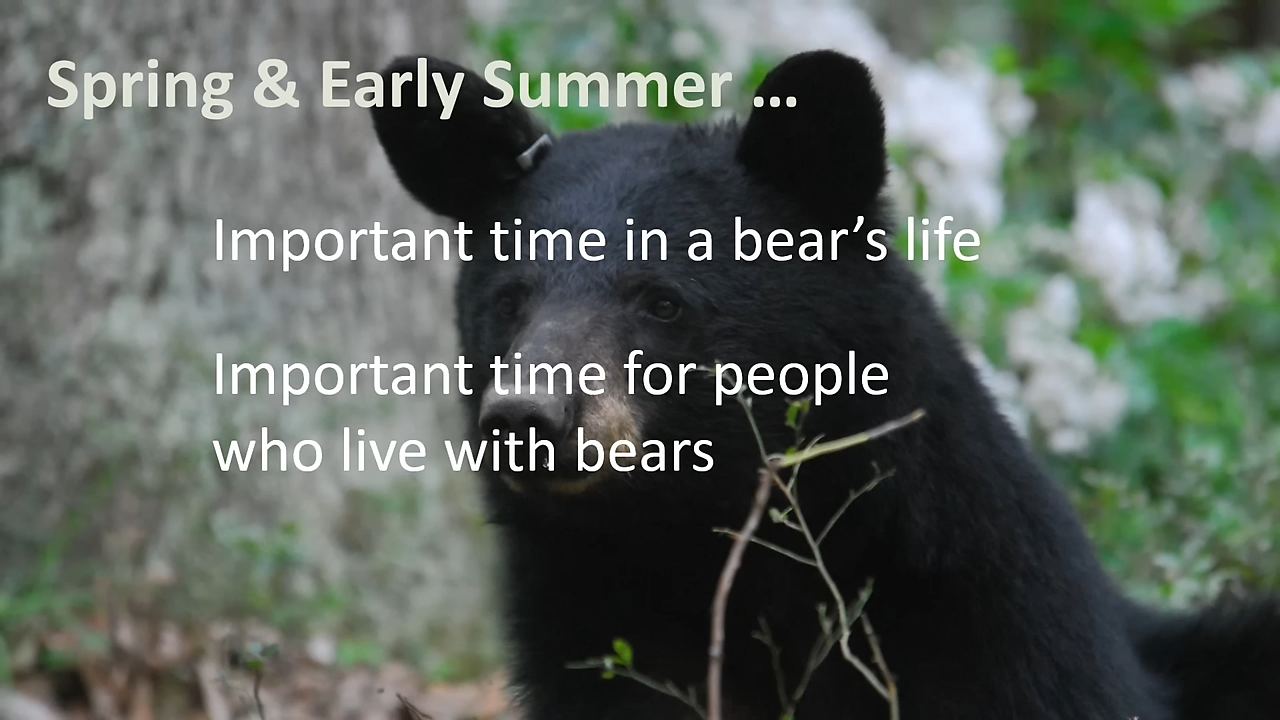 Spring & Early Summer ...
Important time in a bear’s life
Important time for people
who live with bears